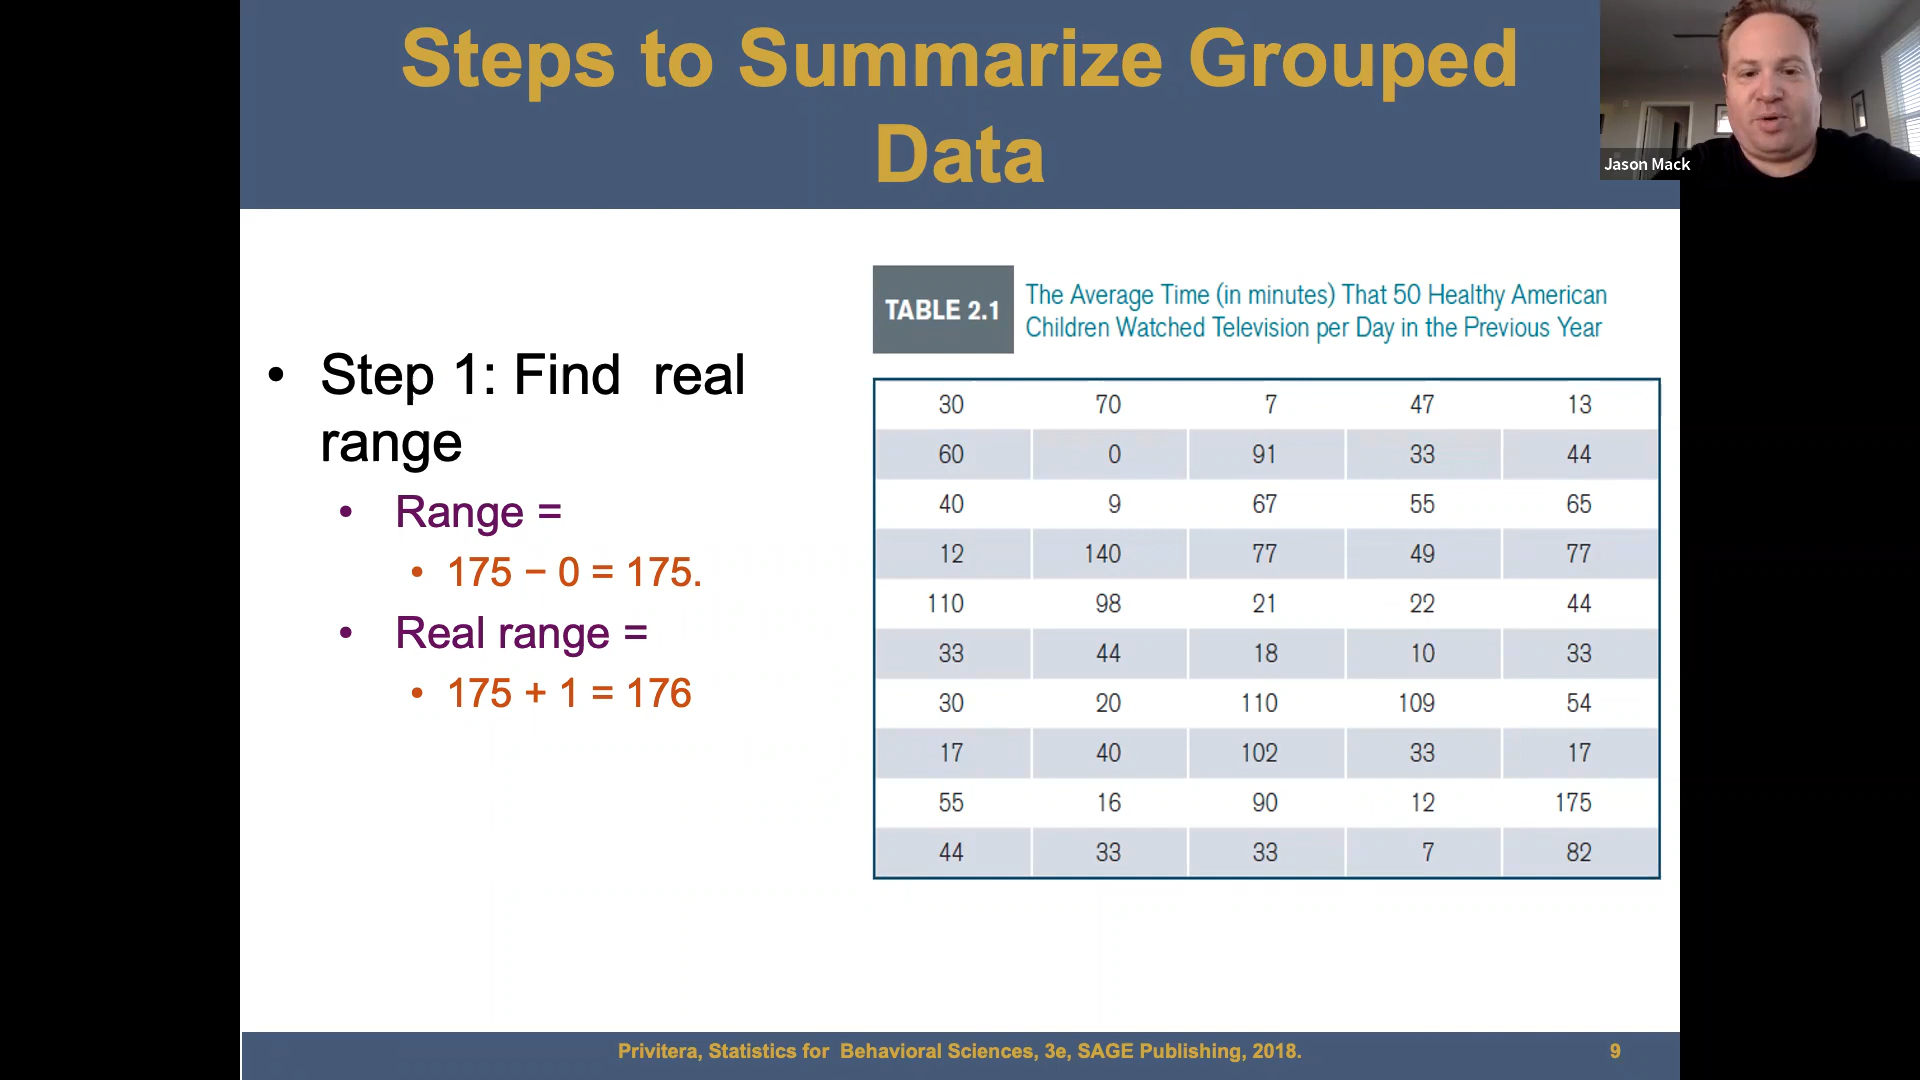 Steps to Summarize Grouped
Data
Jason Mack
• Step 1: Find real
range
• Range =
• 175 − 0 = 175.
• Real range =
• 175 + 1 = 176
TABLE 2.1
The Average Time (in minutes) That 50 Healthy American
Children Watched Television per Day in the Previous Year
30 70 7 47 13
60 0 91 33 44
40 9 67 55 65
12 140 77 49 77
110 98 21 22 44
33 44 18 10 33
30 20 110 109 54
17 40 102 33 17
55 16 90 12 175
44 33 33 7 82
Privitera, Statistics for Behavioral Sciences, 3e, SAGE Publishing, 2018.
9